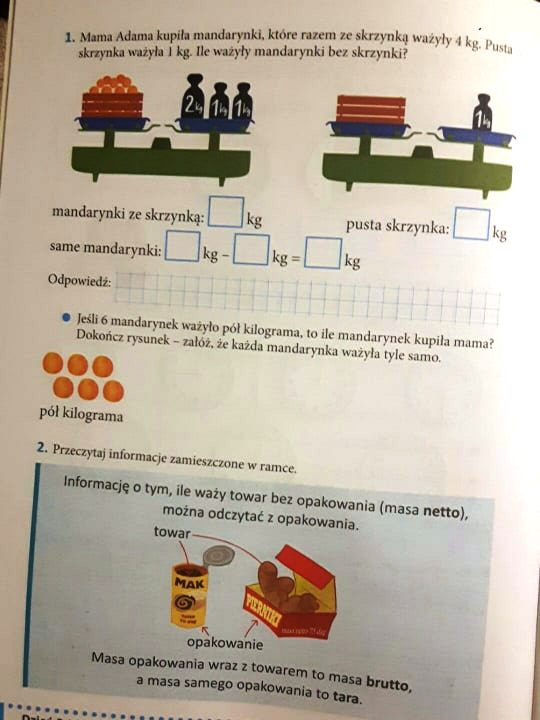 1. Mama Adama kupiła mandarynki, które razem ze skrzynką ważyły 4 kg. Pusta
skrzynka ważyła 1 kg. Ile ważyły mandarynki bez skrzynki?
2kg 1kg 1kg
1kg
mandarynki ze skrzynką: kg
pusta skrzynka: kg
same mandarynki: kg – kg = kg
Odpowiedź:
• Jeśli 6 mandarynek ważyło pół kilograma, to ile mandarynek kupiła mama?
Dokończ rysunek – załóż, że każda mandarynka ważyła tyle samo.
pół kilograma
2. Przeczytaj informacje zamieszczone w ramce.
Informację o tym, ile waży towar bez opakowania (masa netto),
można odczytać z opakowania.
towar
MAK
PIERNIKI
opakowanie
Masa opakowania wraz z towarem to masa brutto,
a masa samego opakowania to tara.